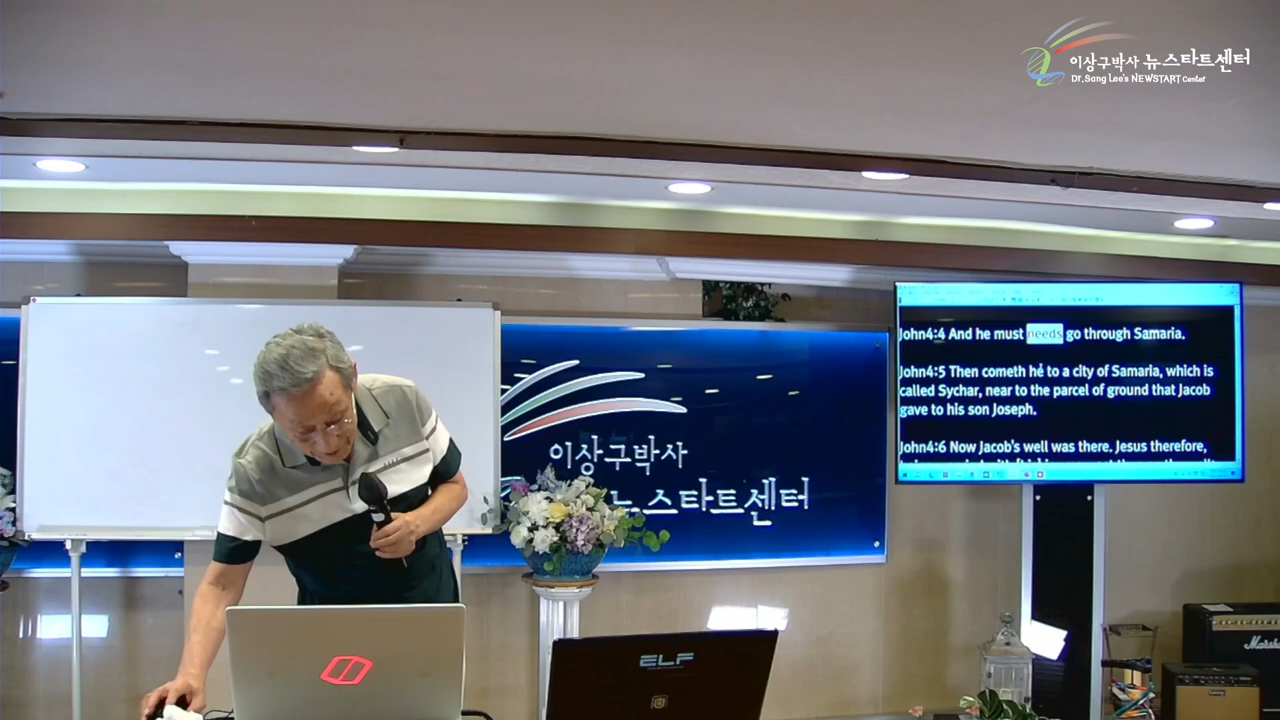 이상구박사 뉴스타트센터
Dr. Sang Lee's NEWSTART Center
John4:4 And he must needs go through Samaria.
John4:5 Then cometh he to a city of Samaria, which is
called Sychar, near to the parcel of ground that Jacob
gave to his son Joseph.
John4:6 Now Jacob's well was there. Jesus therefore,
이상구박사
뉴스타트센터
ELF
Marshall